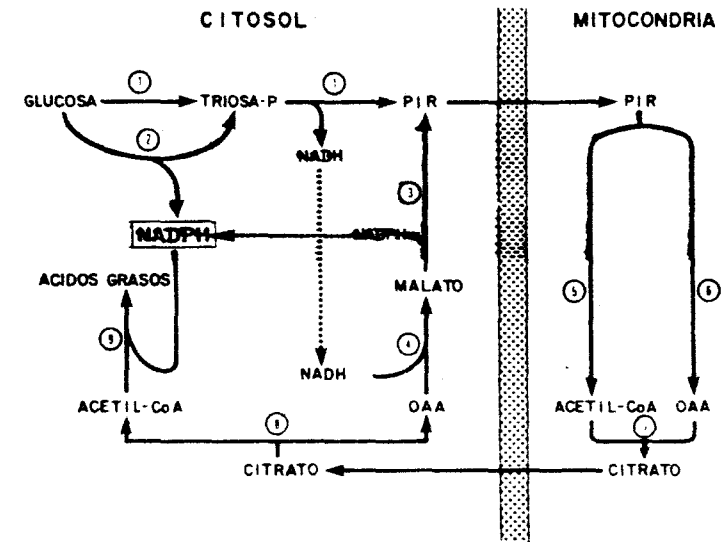 CITOSOL
MITOCONDRIA
1
1
GLUCOSA
TRIOSA-P
PIR
PIR
2
NADH
3
NADPH
NADPH
ACIDOS GRASOS
MALATO
5
6
9
4
NADH
ACETIL-CoA
OAA
ACETIL-CoA
OAA
8
CITRATO
CITRATO